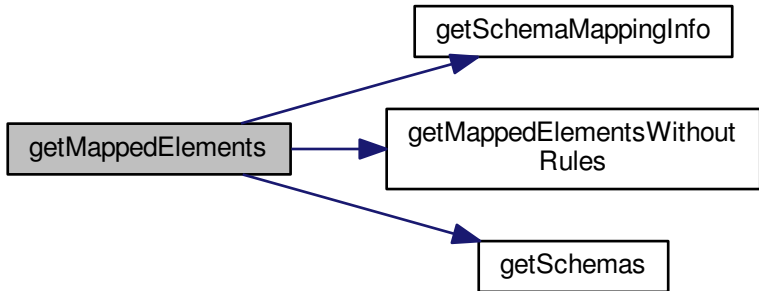 getSchemaMappingInfo
getMappedElements
getMappedElementsWithout
Rules
getSchemas